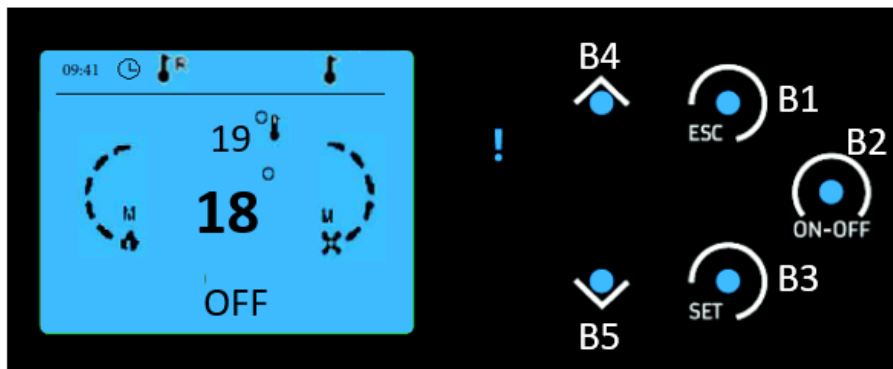 09:41 R
19°
18°
M M
OFF
!
B4
B1
ESC
B2
ON-OFF
B3
SET
B5